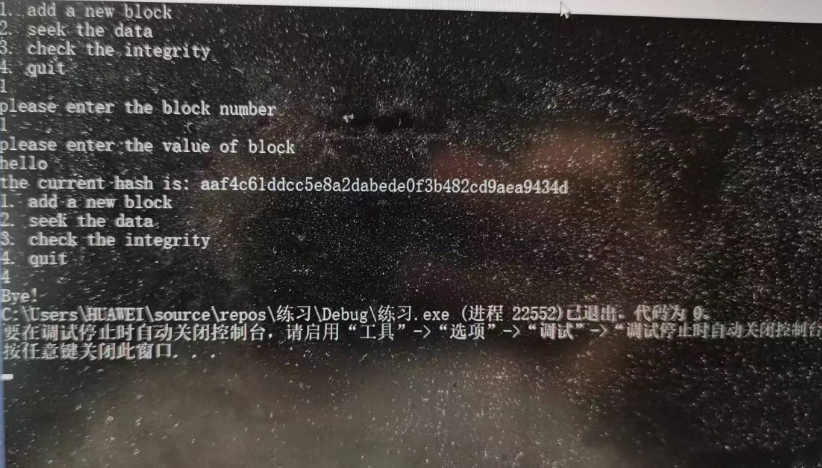 1. add a new block
2. seek the data
3. check the integrity
4. quit
1
please enter the block number
1
please enter the value of block
hello
the current hash is: aaf4c61ddcc5e8a2dabede0f3b482cd9aea9434d
1. add a new block
2. seek the data
3. check the integrity
4. quit
4
Bye!
C:\Users\HUAWEI\source\repos\练习\Debug\练习.exe (进程 22552)已退出，代码为 0。
要在调试停止时自动关闭控制台，请启用“工具”->“选项”->“调试”->“调试停止时自动关闭控制台
按任意键关闭此窗口. . .